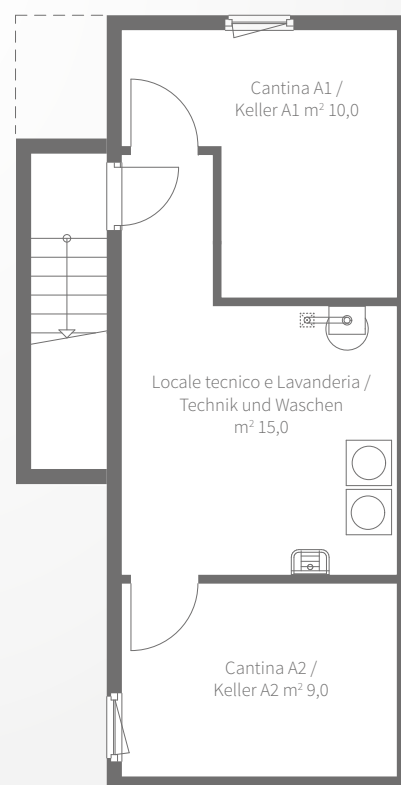 Cantina A1 /
Keller A1 m² 10,0
Locale tecnico e Lavanderia /
Technik und Waschen
m² 15,0
Cantina A2 /
Keller A2 m² 9,0